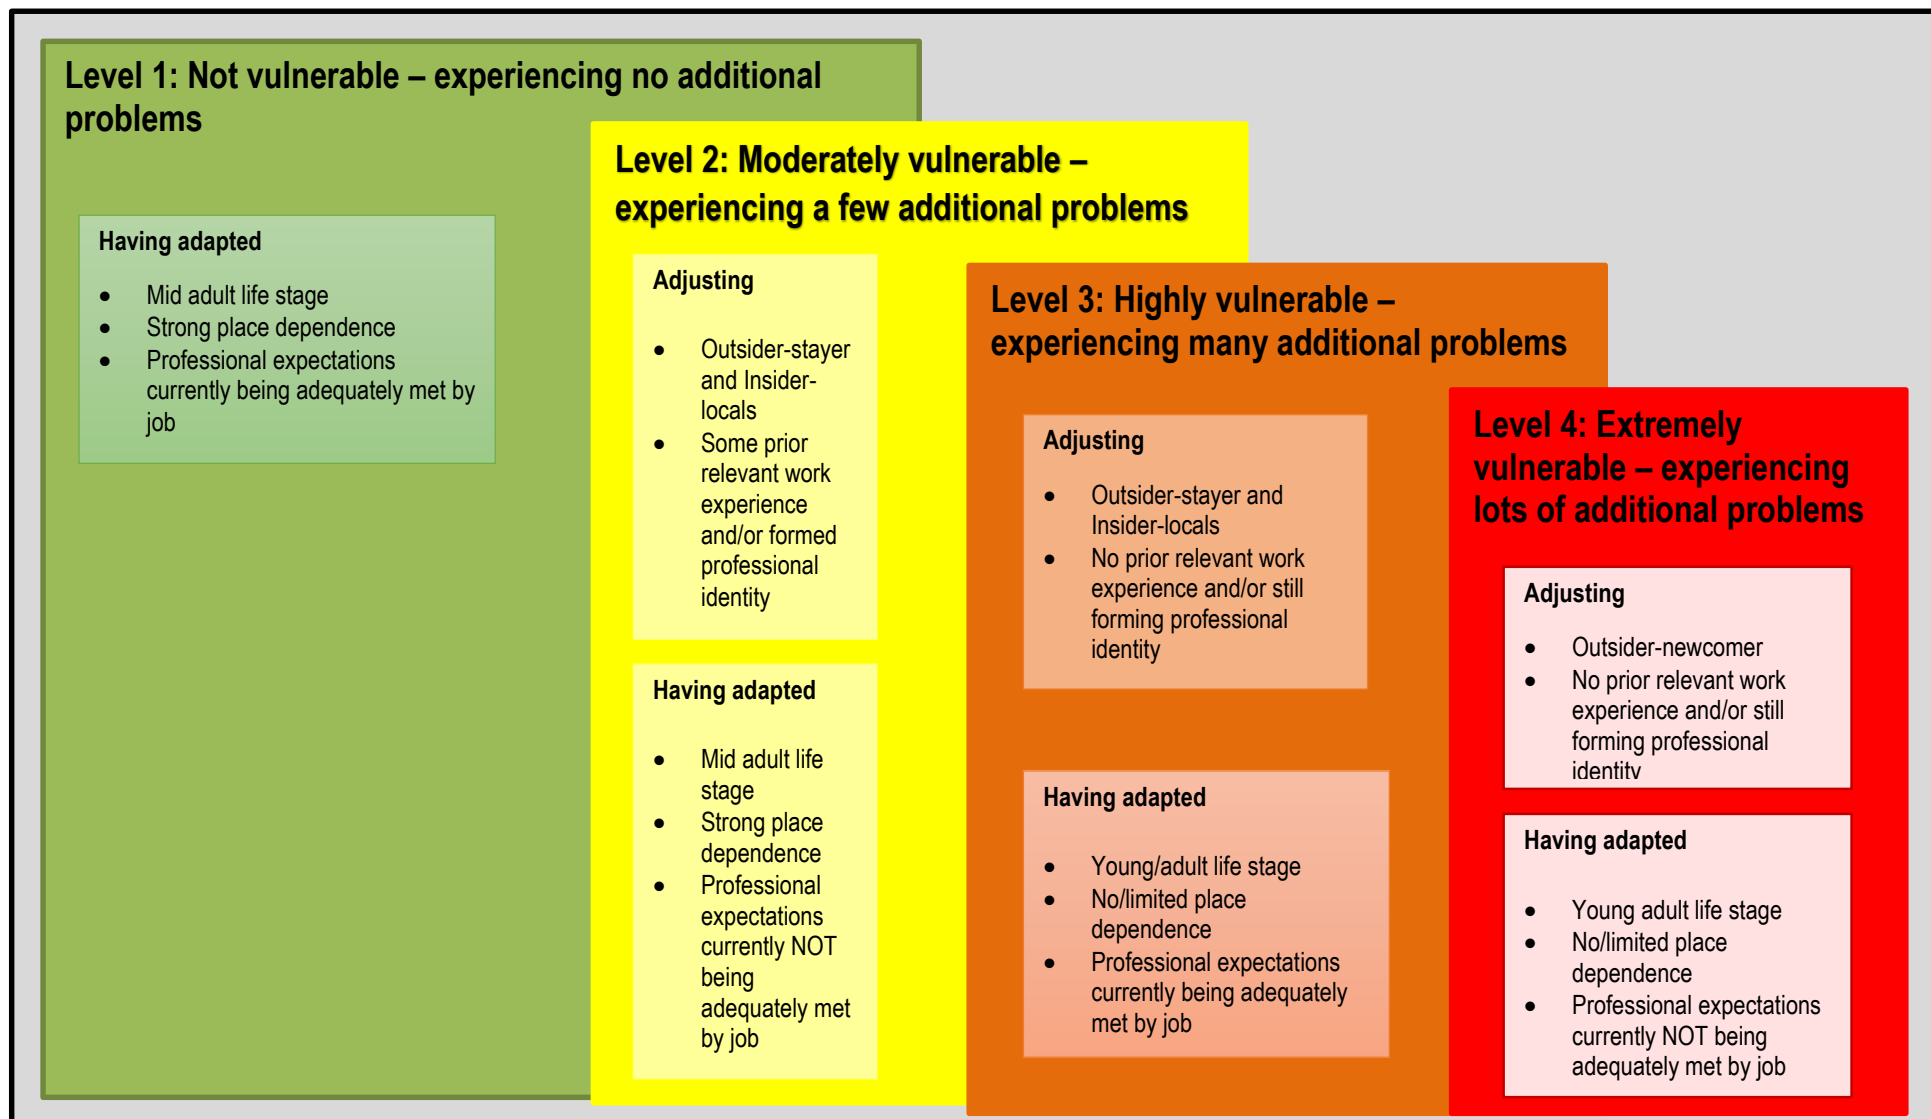 Level 1: Not vulnerable – experiencing no additional
problems
Having adapted
• Mid adult life stage
• Strong place dependence
• Professional expectations
currently being adequately met by
job
Level 2: Moderately vulnerable –
experiencing a few additional problems
Adjusting
• Outsider-stayer
and Insider-
locals
• Some prior
relevant work
experience
and/or formed
professional
identity
Having adapted
• Mid adult life
stage
• Strong place
dependence
• Professional
expectations
currently NOT
being
adequately met
by job
Level 3: Highly vulnerable –
experiencing many additional problems
Adjusting
• Outsider-stayer and
Insider-locals
• No prior relevant work
experience and/or still
forming professional
identity
Having adapted
• Young/adult life stage
• No/limited place
dependence
• Professional expectations
currently being adequately
met by job
Level 4: Extremely
vulnerable – experiencing
lots of additional problems
Adjusting
• Outsider-newcomer
• No prior relevant work
experience and/or still
forming professional
identity
Having adapted
• Young adult life stage
• No/limited place
dependence
• Professional expectations
currently NOT being
adequately met by job